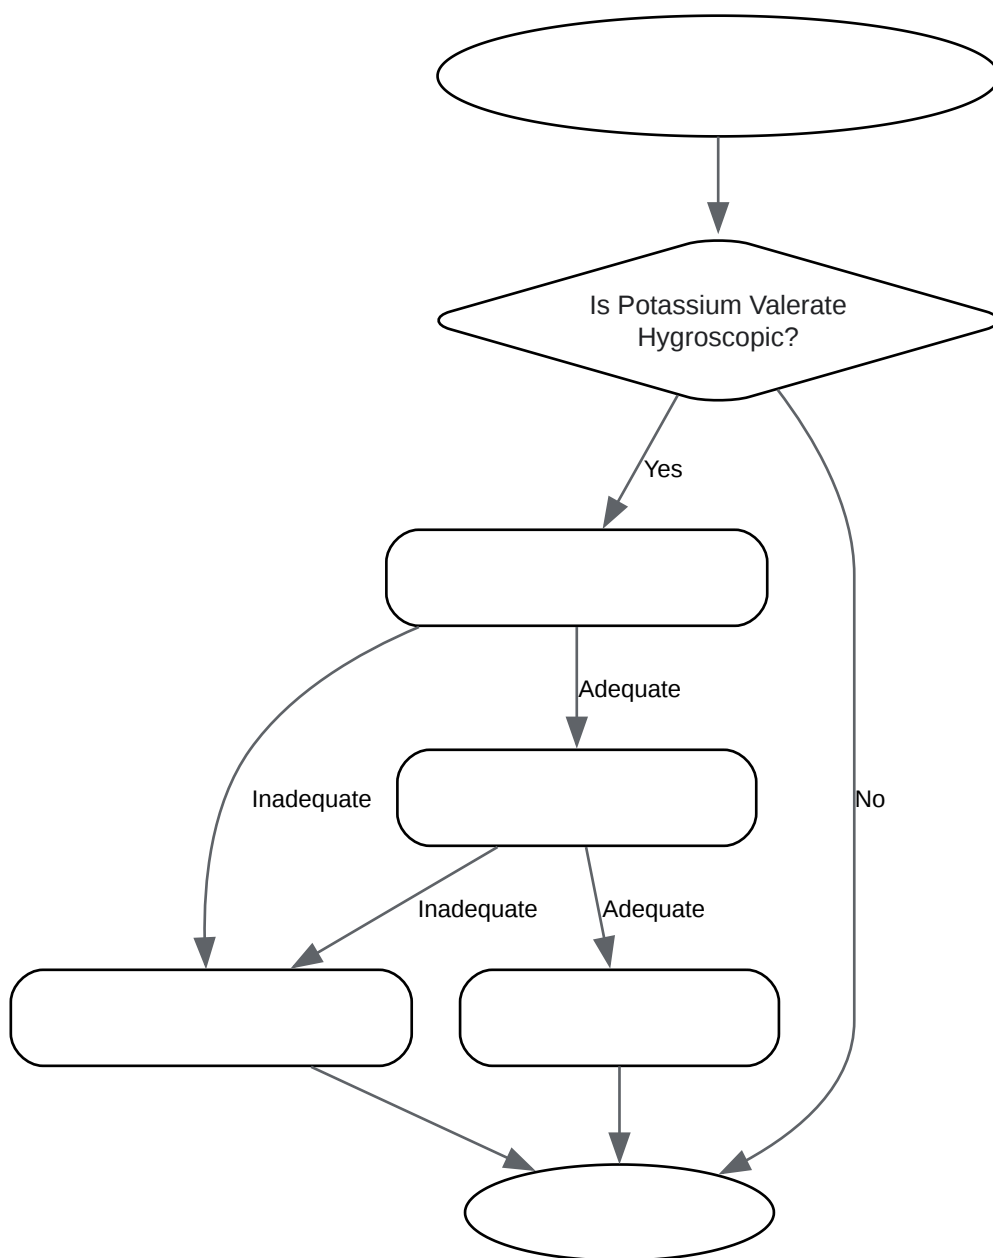 Is Potassium Valerate
Hygroscopic?
Yes
Adequate
Inadequate
No
Inadequate
Adequate